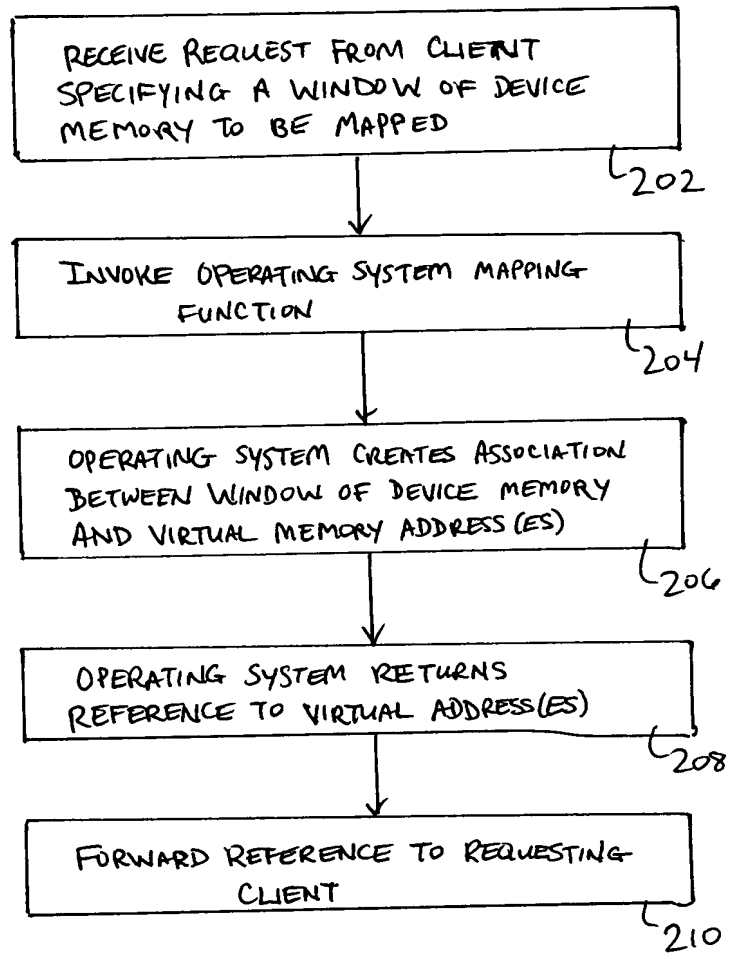 RECEIVE REQUEST FROM CLIENT
SPECIFYING A WINDOW OF DEVICE
MEMORY TO BE MAPPED
202
INVOKE OPERATING SYSTEM MAPPING
FUNCTION
204
OPERATING SYSTEM CREATES ASSOCIATION
BETWEEN WINDOW OF DEVICE MEMORY
AND VIRTUAL MEMORY ADDRESS(ES)
206
OPERATING SYSTEM RETURNS
REFERENCE TO VIRTUAL ADDRESS(ES)
208
FORWARD REFERENCE TO REQUESTING
CLIENT
210